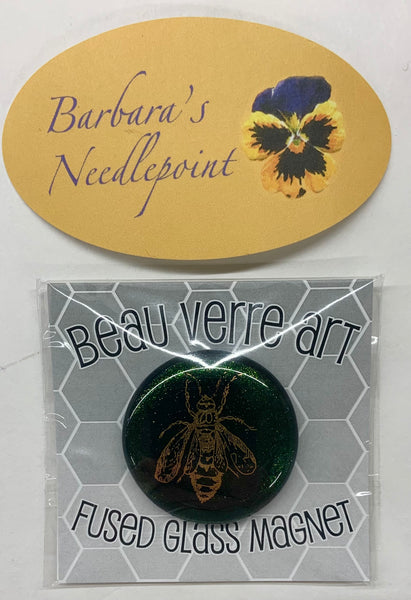 Barbara's
Needlepoint
Beau Verre Art
Fused Glass Magnet